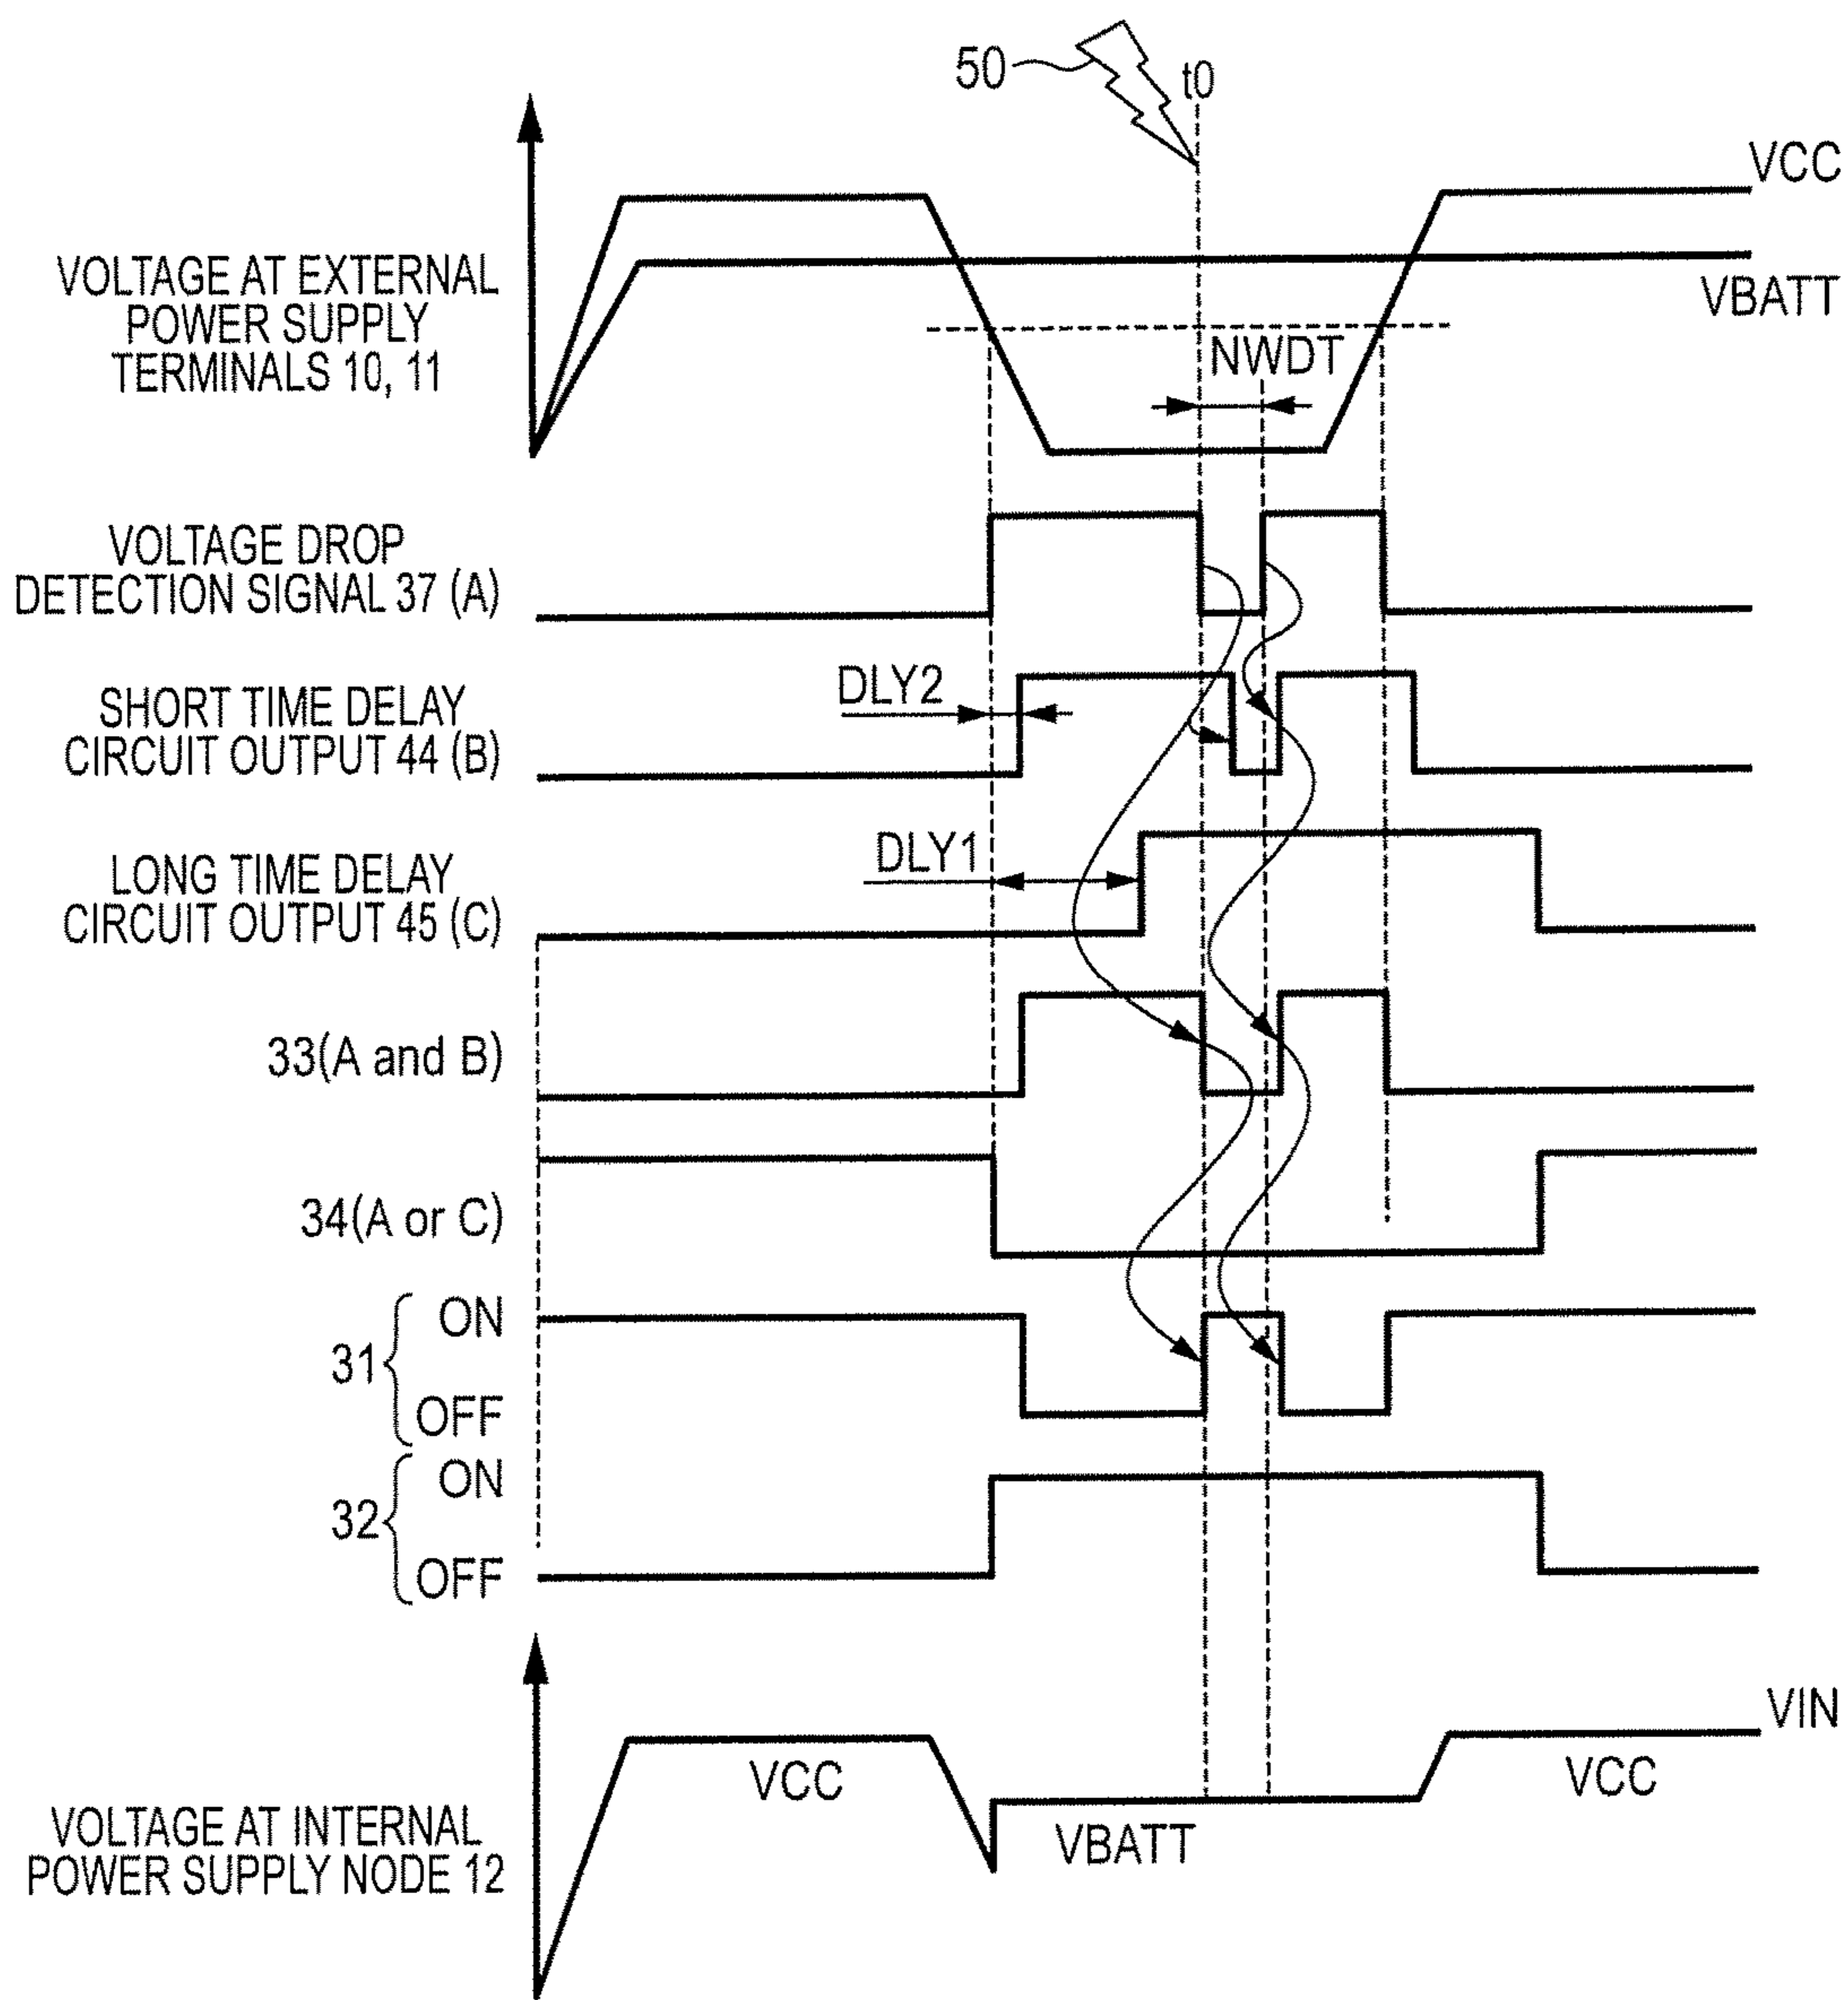 50
t0
VCC
VOLTAGE AT EXTERNAL
POWER SUPPLY
TERMINALS 10, 11
VBATT
NWDT
VOLTAGE DROP
DETECTION SIGNAL 37 (A)
SHORT TIME DELAY
CIRCUIT OUTPUT 44 (B)
DLY2
LONG TIME DELAY
CIRCUIT OUTPUT 45 (C)
DLY1
33(A and B)
34(A or C)
31
ON
OFF
32
ON
OFF
VIN
VCC
VCC
VOLTAGE AT INTERNAL
POWER SUPPLY NODE 12
VBATT